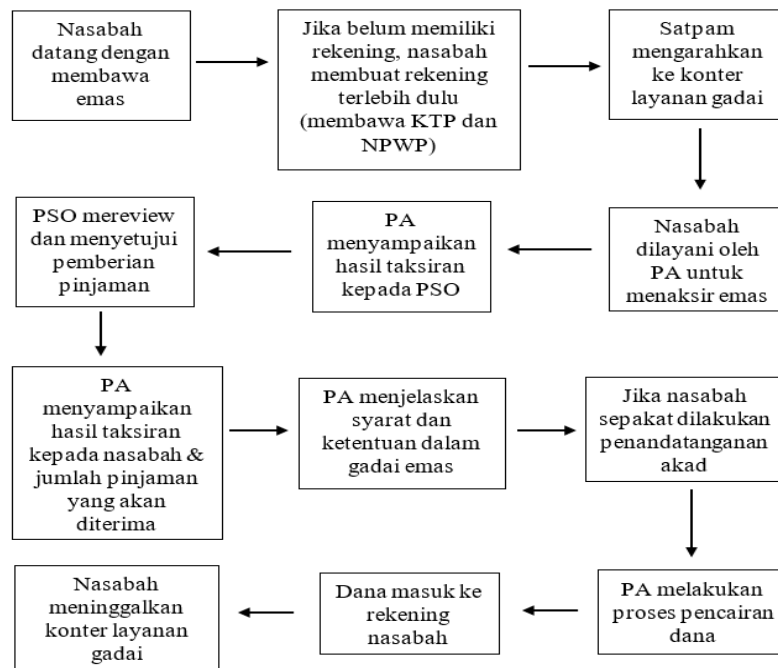 Nasabah
datang dengan
membawa
emas
Jika belum memiliki
rekening, nasabah
membuat rekening
terlebih dulu
(membawa KTP dan
NPWP)
Satpam
mengarahkan
ke konter
layanan gadai
Nasabah
dilayani oleh
PA untuk
menaksir emas
PA
menyampaikan
hasil taksiran
kepada PSO
PSO mereview
dan menyetujui
pemberian
pinjaman
PA
menyampaikan
hasil taksiran
kepada nasabah &
jumlah pinjaman
yang akan
diterima
PA menjelaskan
syarat dan
ketentuan dalam
gadai emas
Jika nasabah
sepakat dilakukan
penandatanganan
akad
PA melakukan
proses pencairan
dana
Dana masuk ke
rekening
nasabah
Nasabah
meninggalkan
konter layanan
gadai